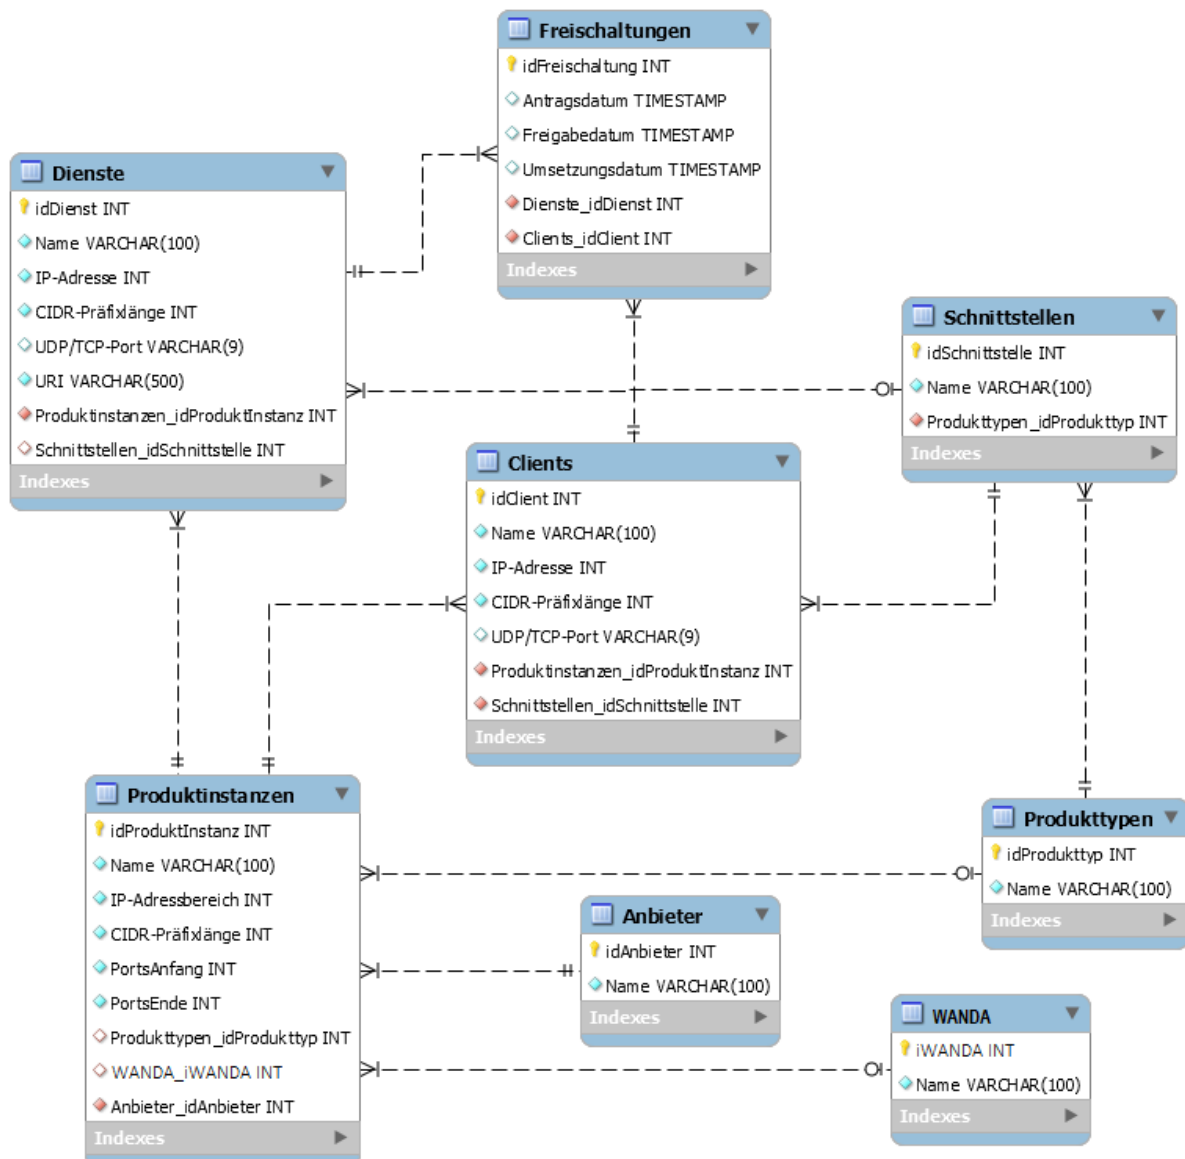 Freischaltungen
idFreischaltung INT
Antragsdatum TIMESTAMP
Freigabedatum TIMESTAMP
Umsetzungsdatum TIMESTAMP
Dienste_idDienst INT
Clients_idClient INT
Indexes
Dienste
idDienst INT
Name VARCHAR(100)
IP-Adresse INT
CIDR-Präfixlänge INT
UDP/TCP-Port VARCHAR(9)
URI VARCHAR(500)
Produktinstanzen_idProduktInstanz INT
Schnittstellen_idSchnittstelle INT
Indexes
Schnittstellen
idSchnittstelle INT
Name VARCHAR(100)
Produkttypen_idProdukttyp INT
Indexes
Clients
idClient INT
Name VARCHAR(100)
IP-Adresse INT
CIDR-Präfixlänge INT
UDP/TCP-Port VARCHAR(9)
Produktinstanzen_idProduktInstanz INT
Schnittstellen_idSchnittstelle INT
Indexes
Produktinstanzen
idProduktInstanz INT
Name VARCHAR(100)
IP-Adressbereich INT
CIDR-Präfixlänge INT
PortsAnfang INT
PortsEnde INT
Produkttypen_idProdukttyp INT
WANDA_iWANDA INT
Anbieter_idAnbieter INT
Indexes
Produkttypen
idProdukttyp INT
Name VARCHAR(100)
Indexes
Anbieter
idAnbieter INT
Name VARCHAR(100)
Indexes
WANDA
iWANDA INT
Name VARCHAR(100)
Indexes